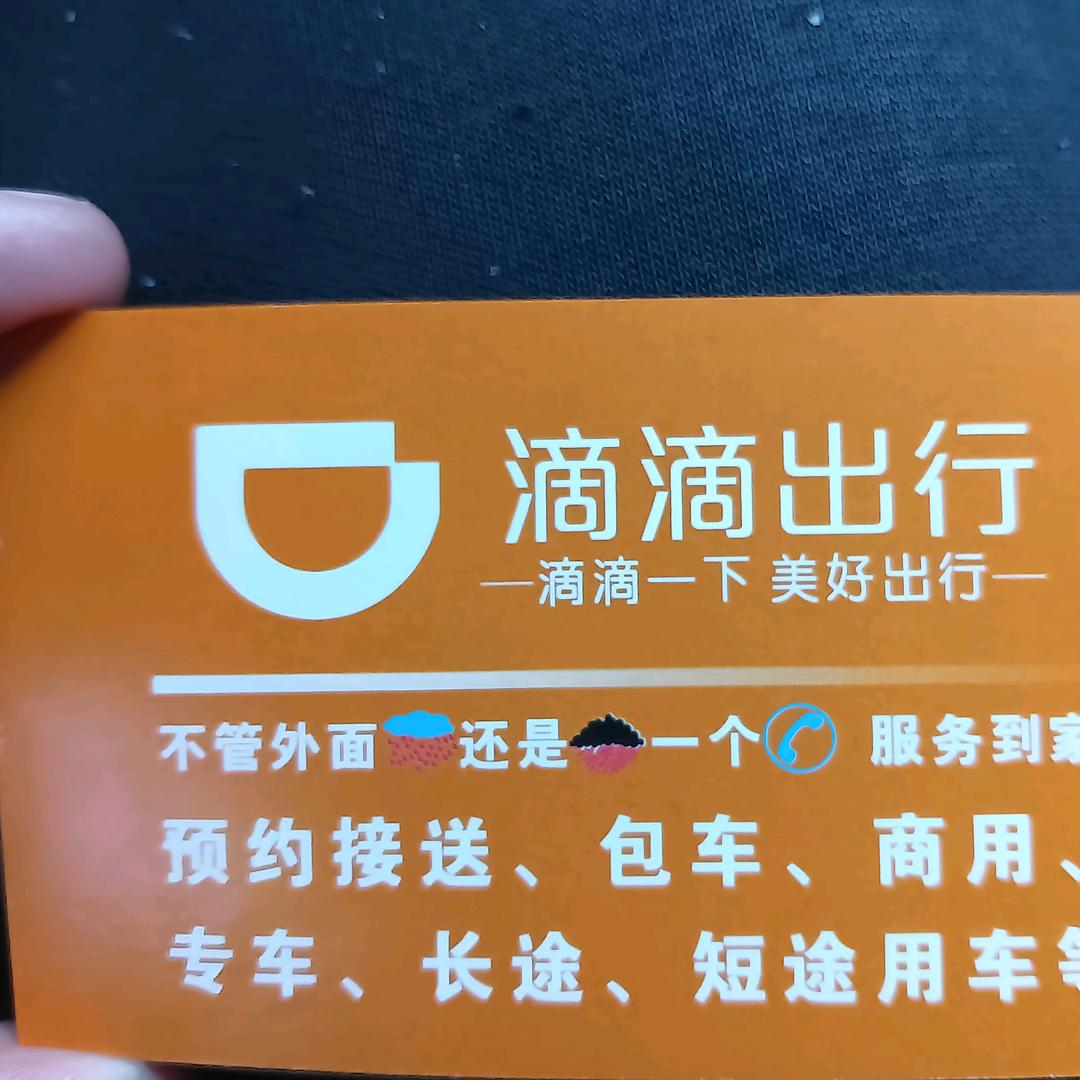 滴滴出行
—滴滴一下 美好出行—
不管外面还是一个 服务到家
预约接送、包车、商用、
专车、长途、短途用车等